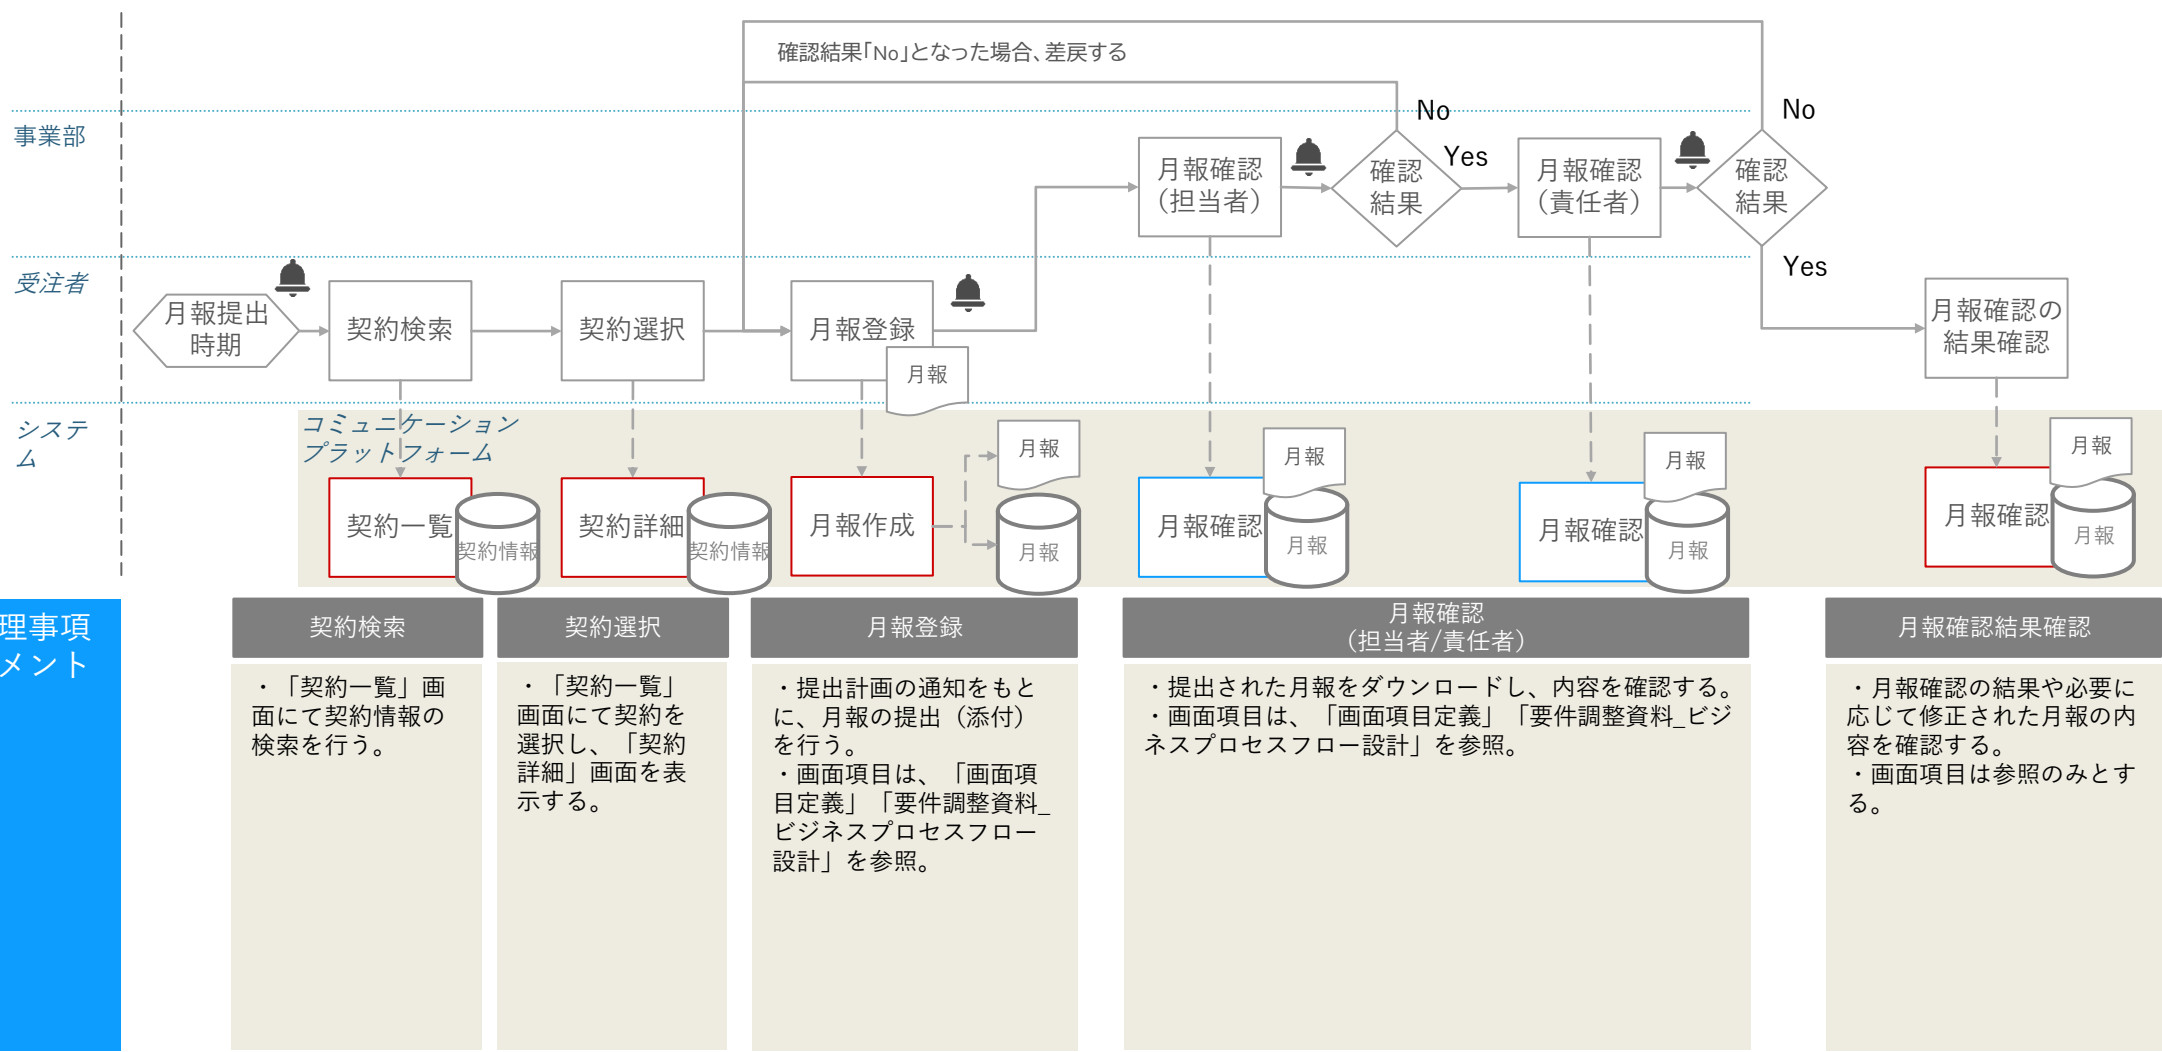 確認結果「No」となった場合、差戻する
No
No
事業部
月報確認
（担当者）
確認
結果
Yes
月報確認
（責任者）
確認
結果
受注者
Yes
月報提出
時期
契約検索
契約選択
月報登録
月報
月報確認の
結果確認
システ
ム
コミュニケーション
プラットフォーム
契約一覧
契約情報
契約詳細
契約情報
月報作成
月報
月報
月報確認
月報
月報
月報確認
月報
月報
月報確認
月報
月報
理事項
メント
契約検索
・「契約一覧」画
面にて契約情報の
検索を行う。
契約選択
・「契約一覧」
画面にて契約を
選択し、「契約
詳細」画面を表
示する。
月報登録
・提出計画の通知をもと
に、月報の提出（添付）
を行う。
・画面項目は、「画面項
目定義」「要件調整資料_
ビジネスプロセスフロー
設計」を参照。
月報確認
（担当者/責任者）
・提出された月報をダウンロードし、内容を確認する。
・画面項目は、「画面項目定義」「要件調整資料_ビジ
ネスプロセスフロー設計」を参照。
月報確認結果確認
・月報確認の結果や必要に
応じて修正された月報の内
容を確認する。
・画面項目は参照のみとす
る。